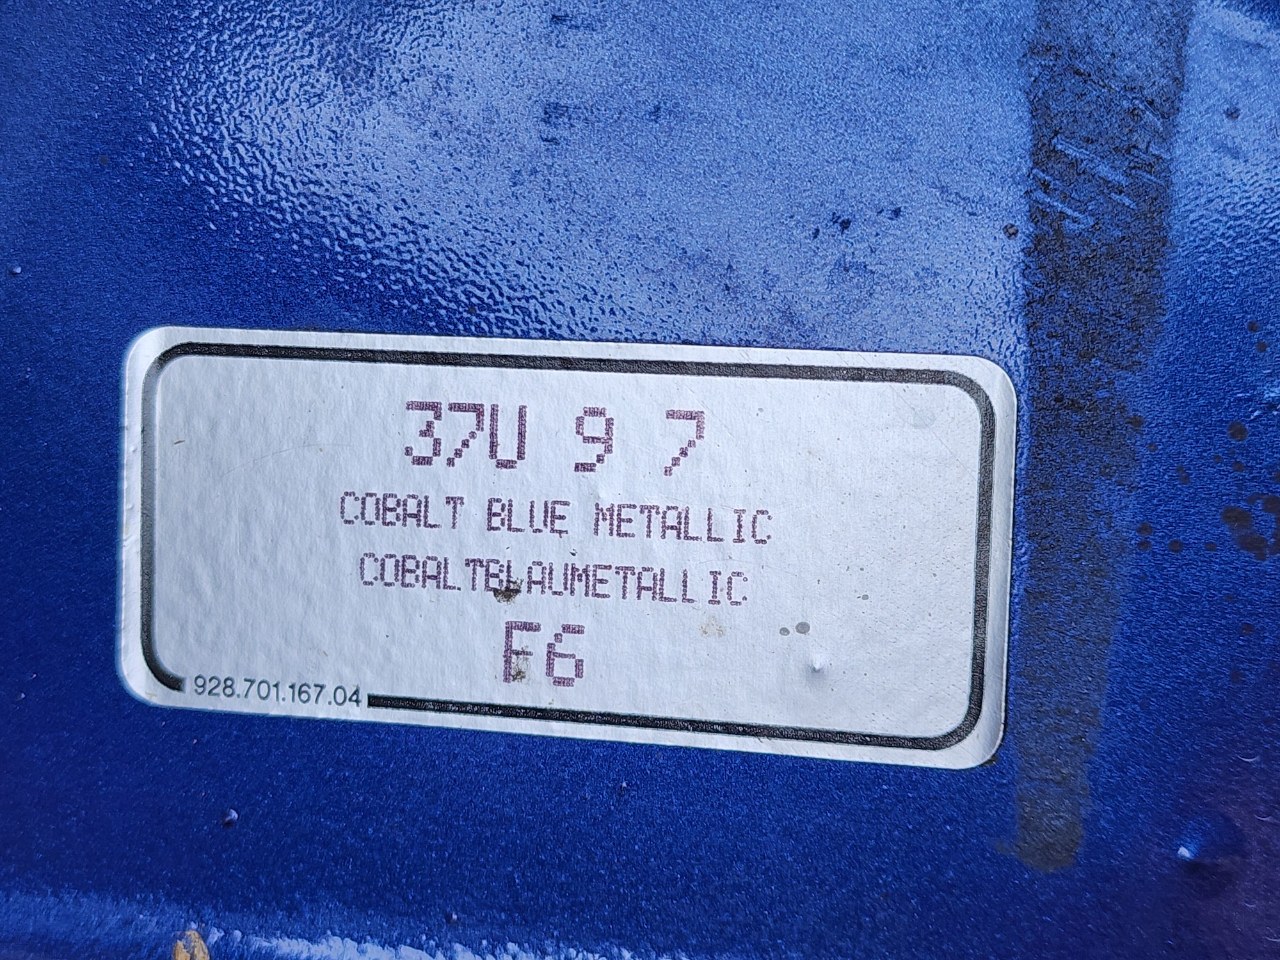 37U 9 7
COBALT BLUE METALLIC
COBALTBLAUMETALLIC
F6
928.701.167.04